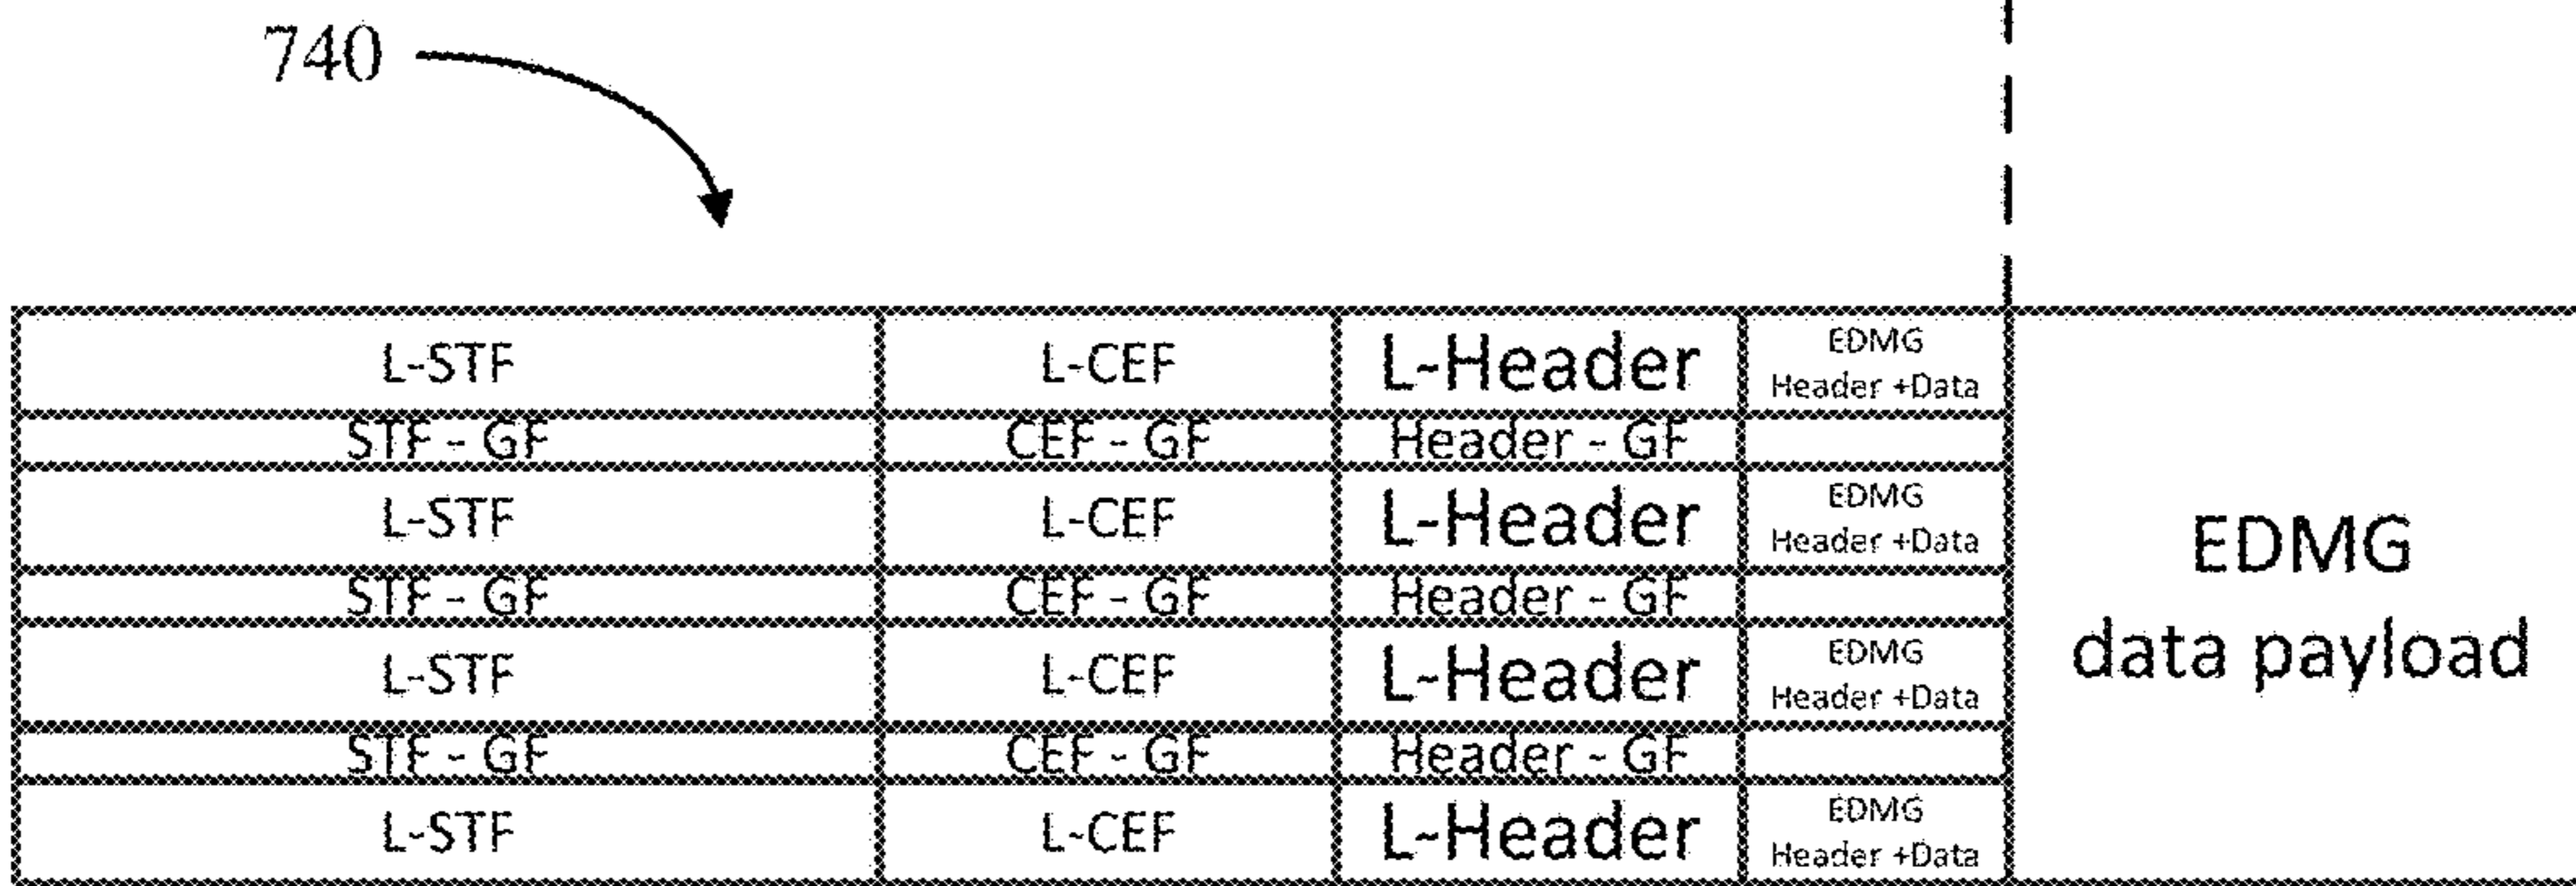 740
L-STF L-CEF L-Header EDMG
Header +Data
STF - GF CEF - GF Header - GF
L-STF L-CEF L-Header EDMG
Header +Data
STF - GF CEF - GF Header - GF
L-STF L-CEF L-Header EDMG
Header +Data
STF - GF CEF - GF Header - GF
L-STF L-CEF L-Header EDMG
Header +Data
EDMG
data payload